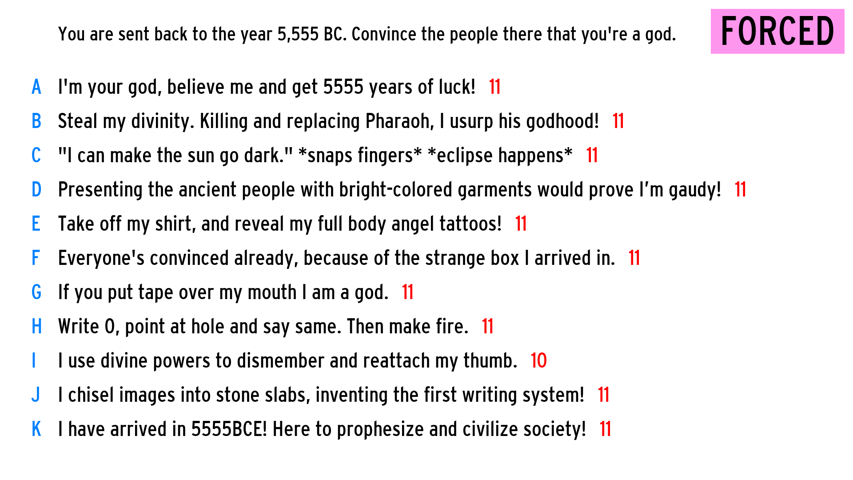 You are sent back to the year 5,555 BC. Convince the people there that you're a god.
FORCED
A I'm your god, believe me and get 5555 years of luck! 11
B Steal my divinity. Killing and replacing Pharaoh, I usurp his godhood! 11
C "I can make the sun go dark." *snaps fingers* *eclipse happens* 11
D Presenting the ancient people with bright-colored garments would prove I’m gaudy! 11
E Take off my shirt, and reveal my full body angel tattoos! 11
F Everyone's convinced already, because of the strange box I arrived in. 11
G If you put tape over my mouth I am a god. 11
H Write 0, point at hole and say same. Then make fire. 11
I I use divine powers to dismember and reattach my thumb. 10
J I chisel images into stone slabs, inventing the first writing system! 11
K I have arrived in 5555BCE! Here to prophesize and civilize society! 11